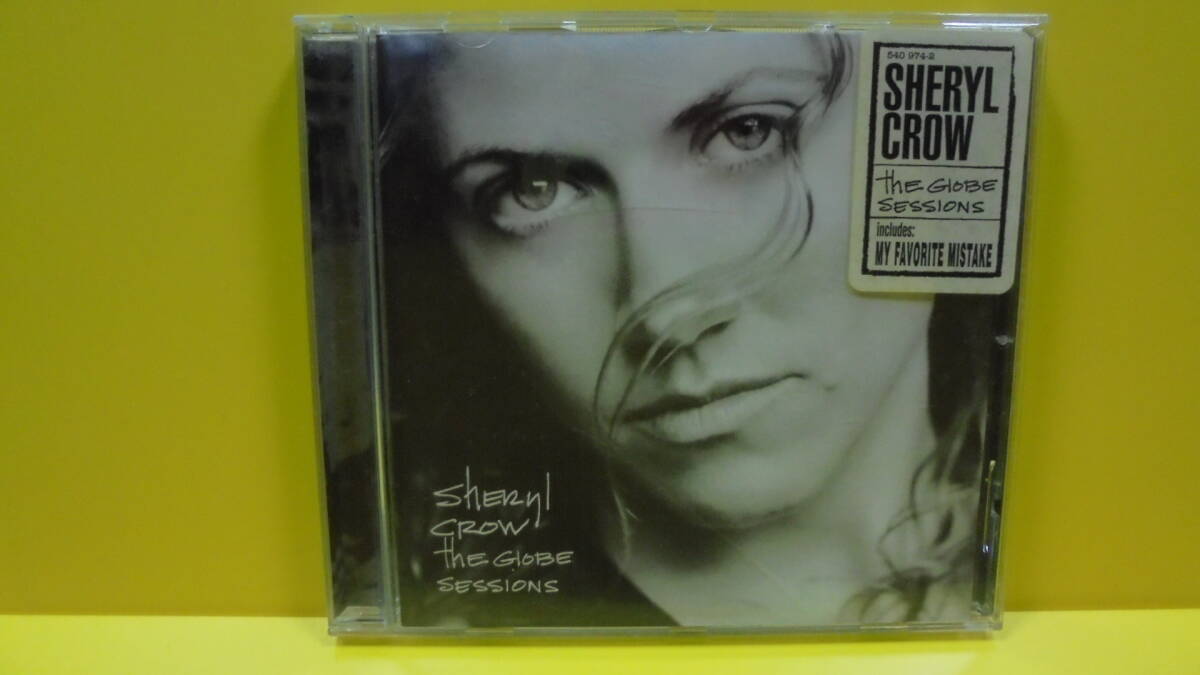 540 974-2
SHERYL
CROW
the GlOBE
SESSIONS
includes:
MY FAVORITE MISTAKE
SHERyl
CROW
tHE GlOBE
SESSIONS